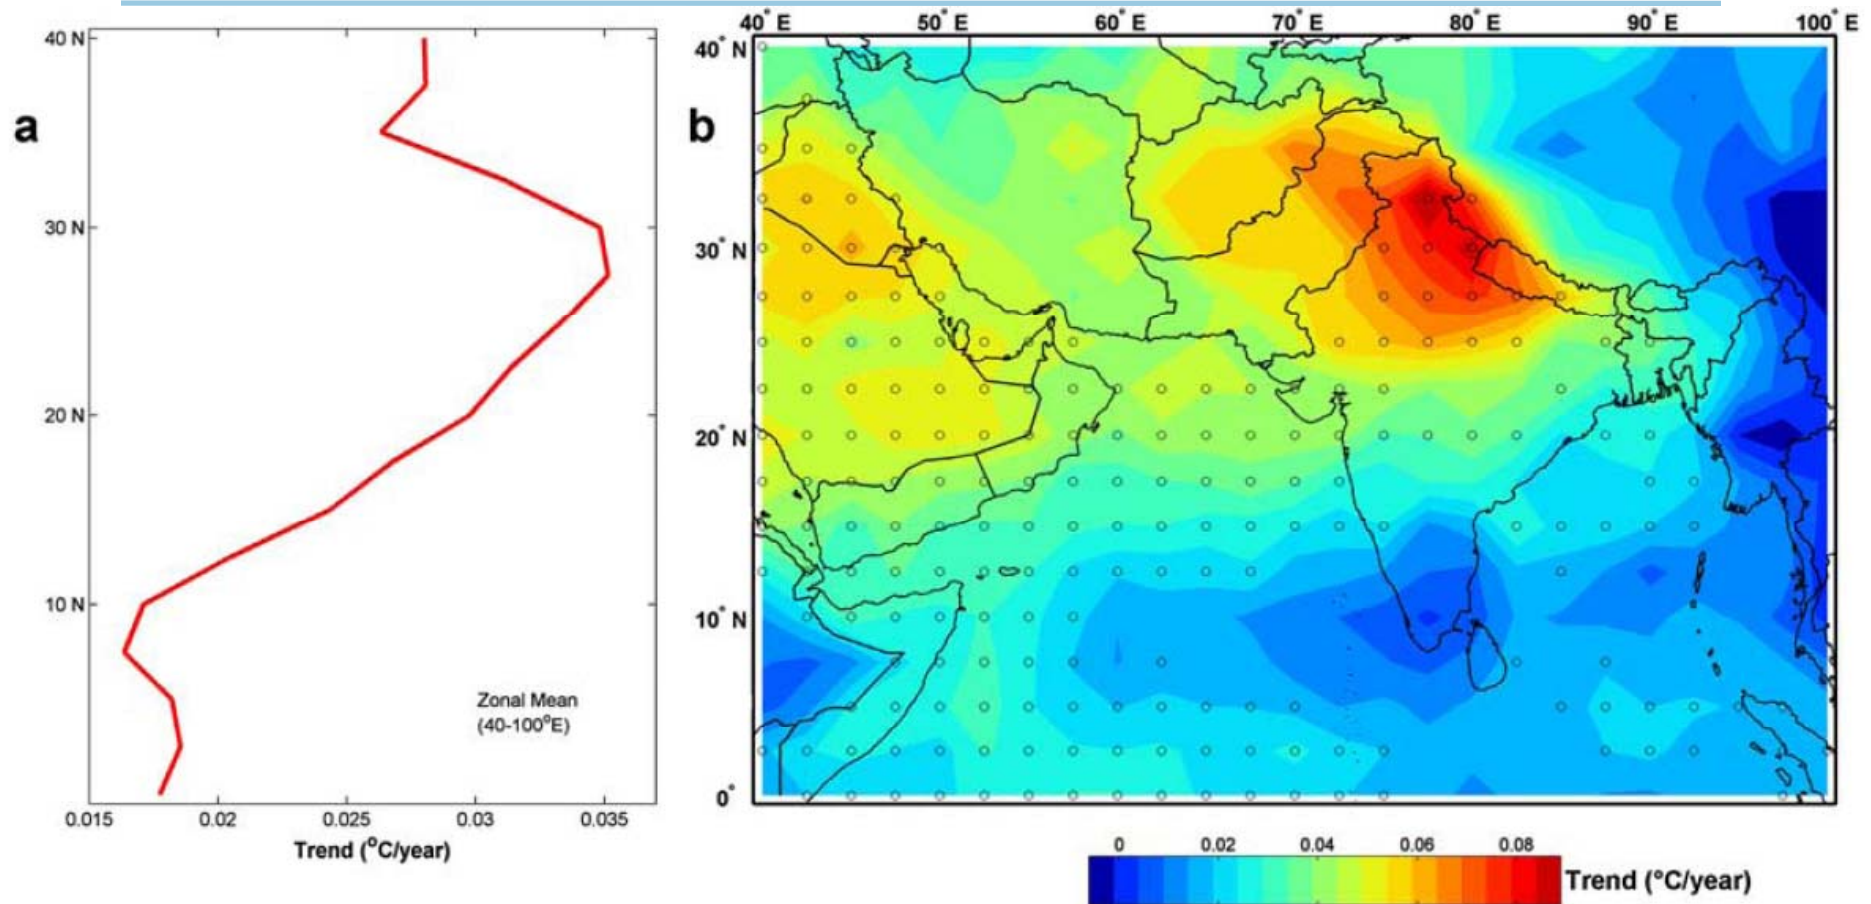 a
40 N
30 N
20 N
10 N
0.015 0.02 0.025 0.03 0.035
Trend (°C/year)
Zonal Mean
(40-100°E)
b
40° E 50° E 60° E 70° E 80° E 90° E 100° E
40° N
30° N
20° N
10° N
0°
0 0.02 0.04 0.06 0.08
Trend (°C/year)